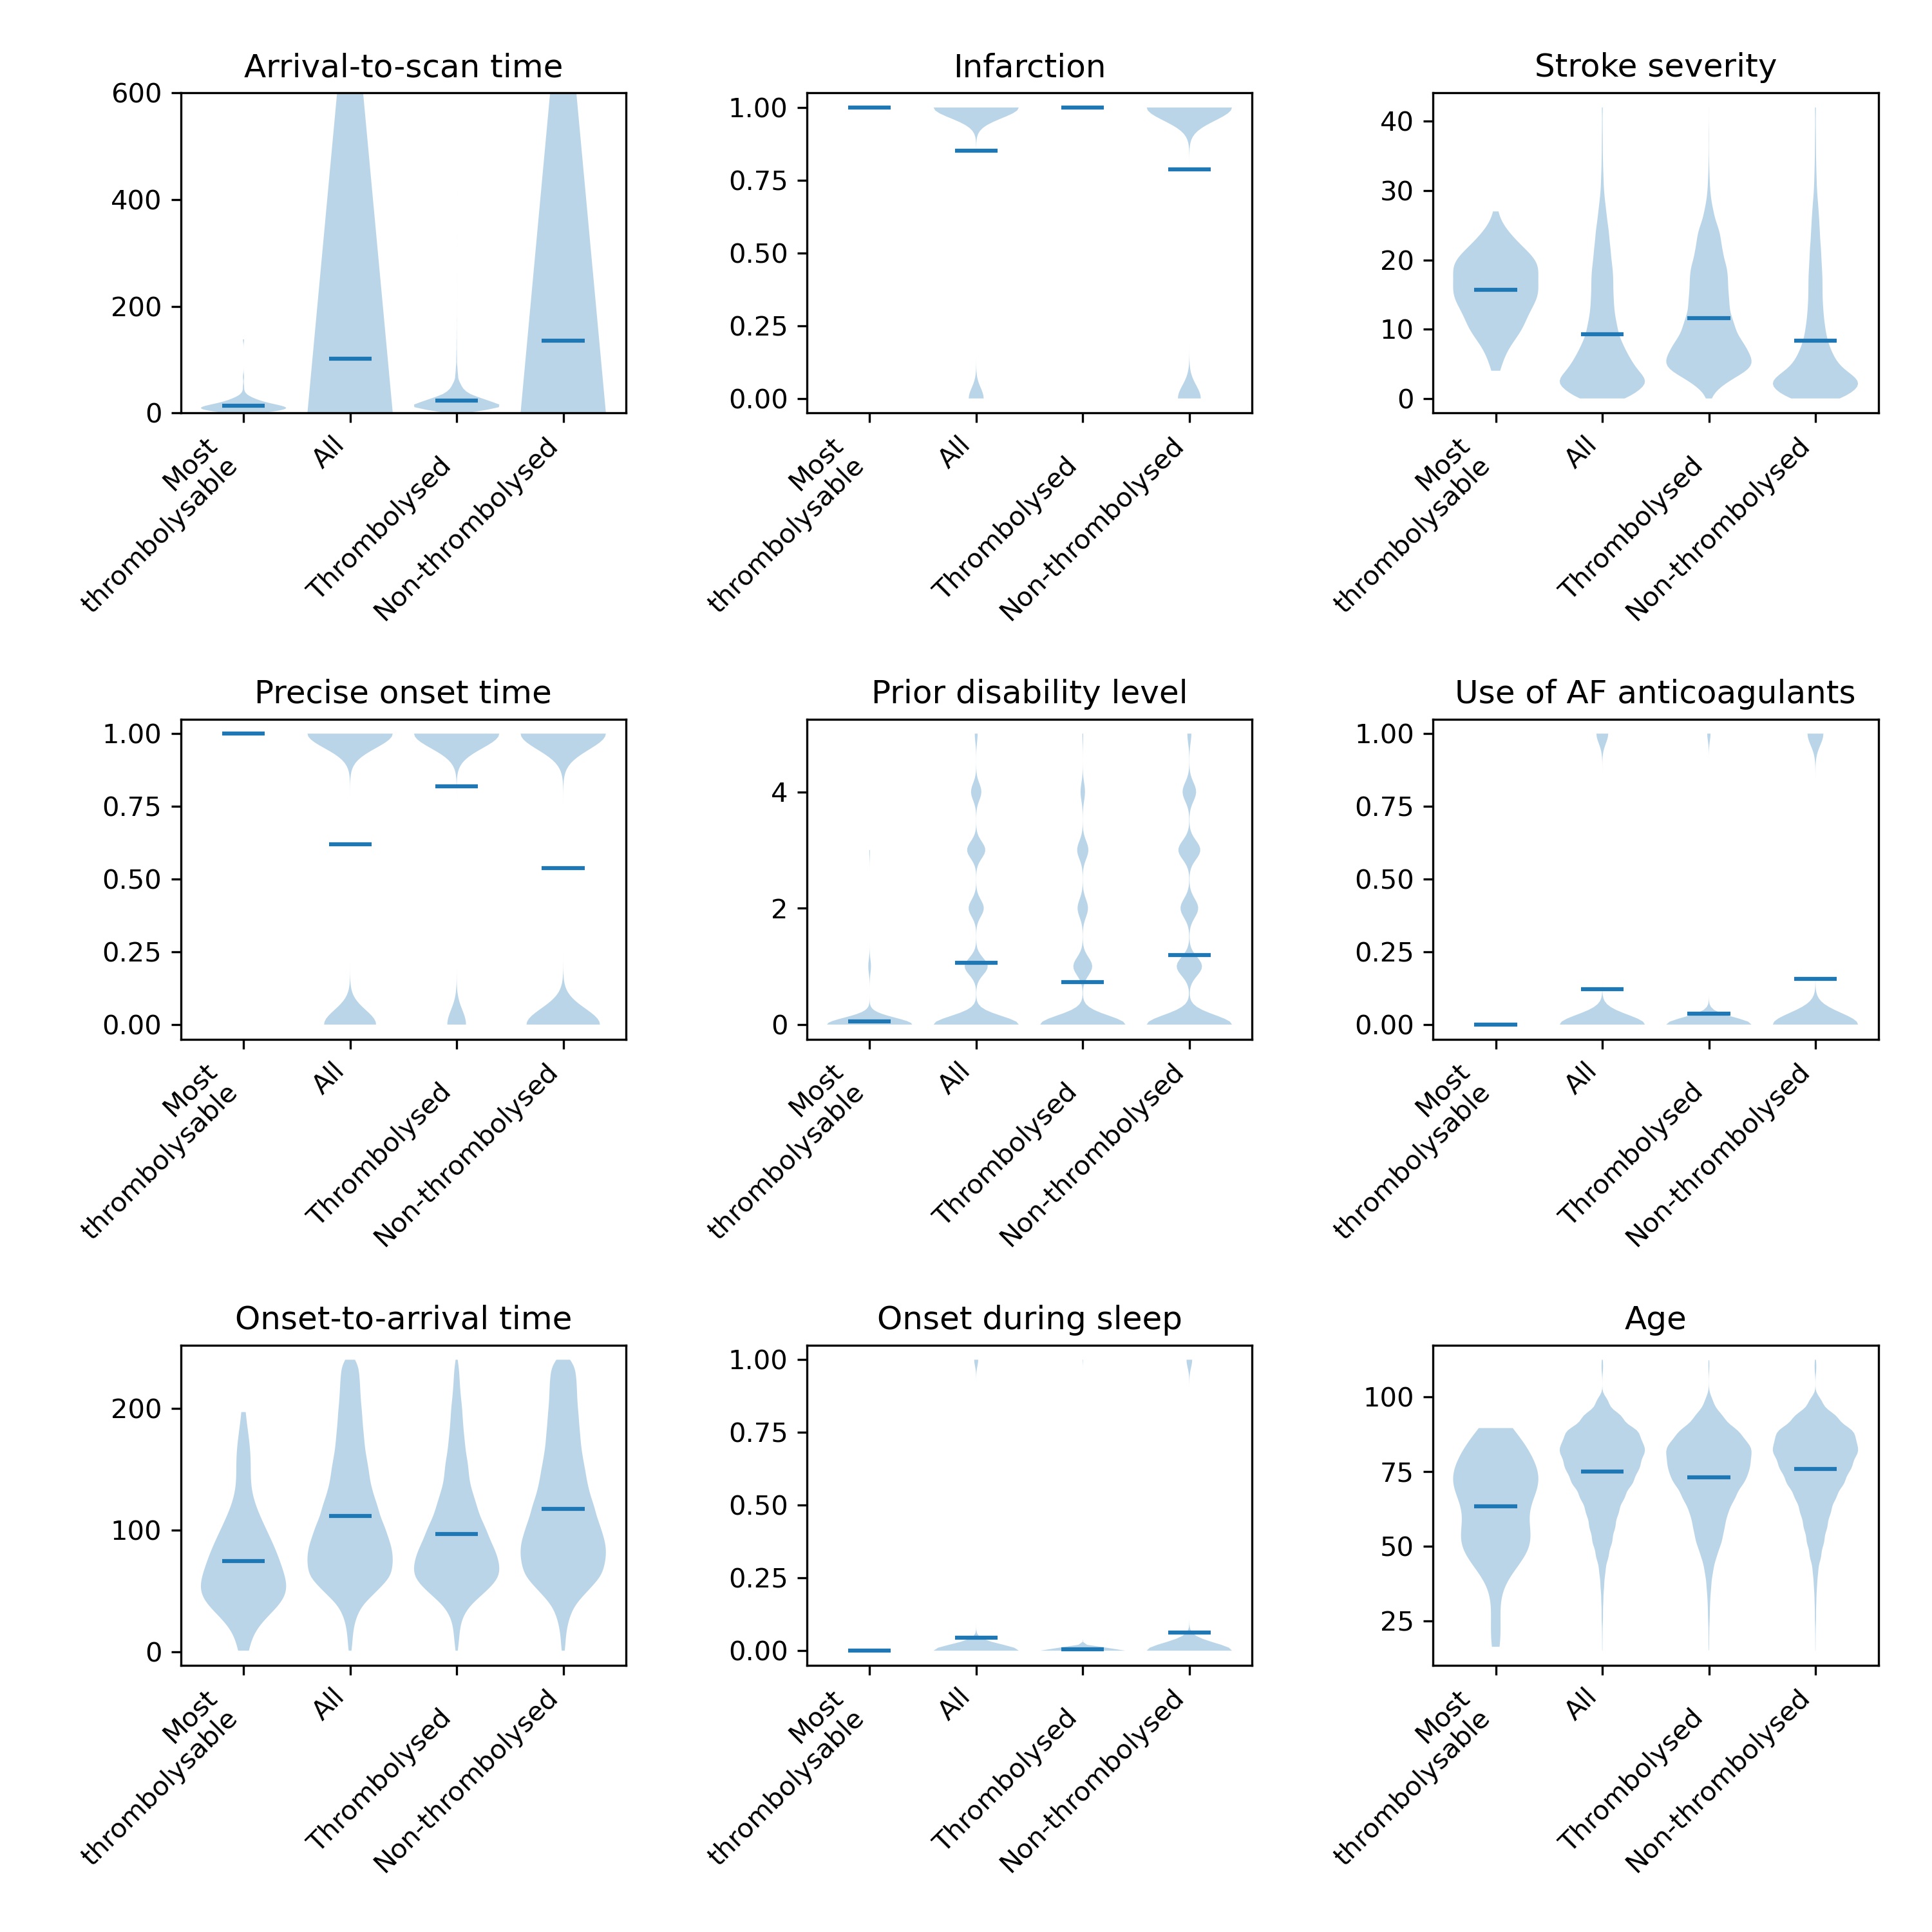 Arrival-to-scan time
600
400
200
0
Most
thrombolysable
All
Thrombolysed
Non-thrombolysed
Infarction
1.00
0.75
0.50
0.25
0.00
Most
thrombolysable
All
Thrombolysed
Non-thrombolysed
Stroke severity
40
30
20
10
0
Most
thrombolysable
All
Thrombolysed
Non-thrombolysed
Precise onset time
1.00
0.75
0.50
0.25
0.00
Most
thrombolysable
All
Thrombolysed
Non-thrombolysed
Prior disability level
4
2
0
Most
thrombolysable
All
Thrombolysed
Non-thrombolysed
Use of AF anticoagulants
1.00
0.75
0.50
0.25
0.00
Most
thrombolysable
All
Thrombolysed
Non-thrombolysed
Onset-to-arrival time
200
100
0
Most
thrombolysable
All
Thrombolysed
Non-thrombolysed
Onset during sleep
1.00
0.75
0.50
0.25
0.00
Most
thrombolysable
All
Thrombolysed
Non-thrombolysed
Age
100
75
50
25
Most
thrombolysable
All
Thrombolysed
Non-thrombolysed